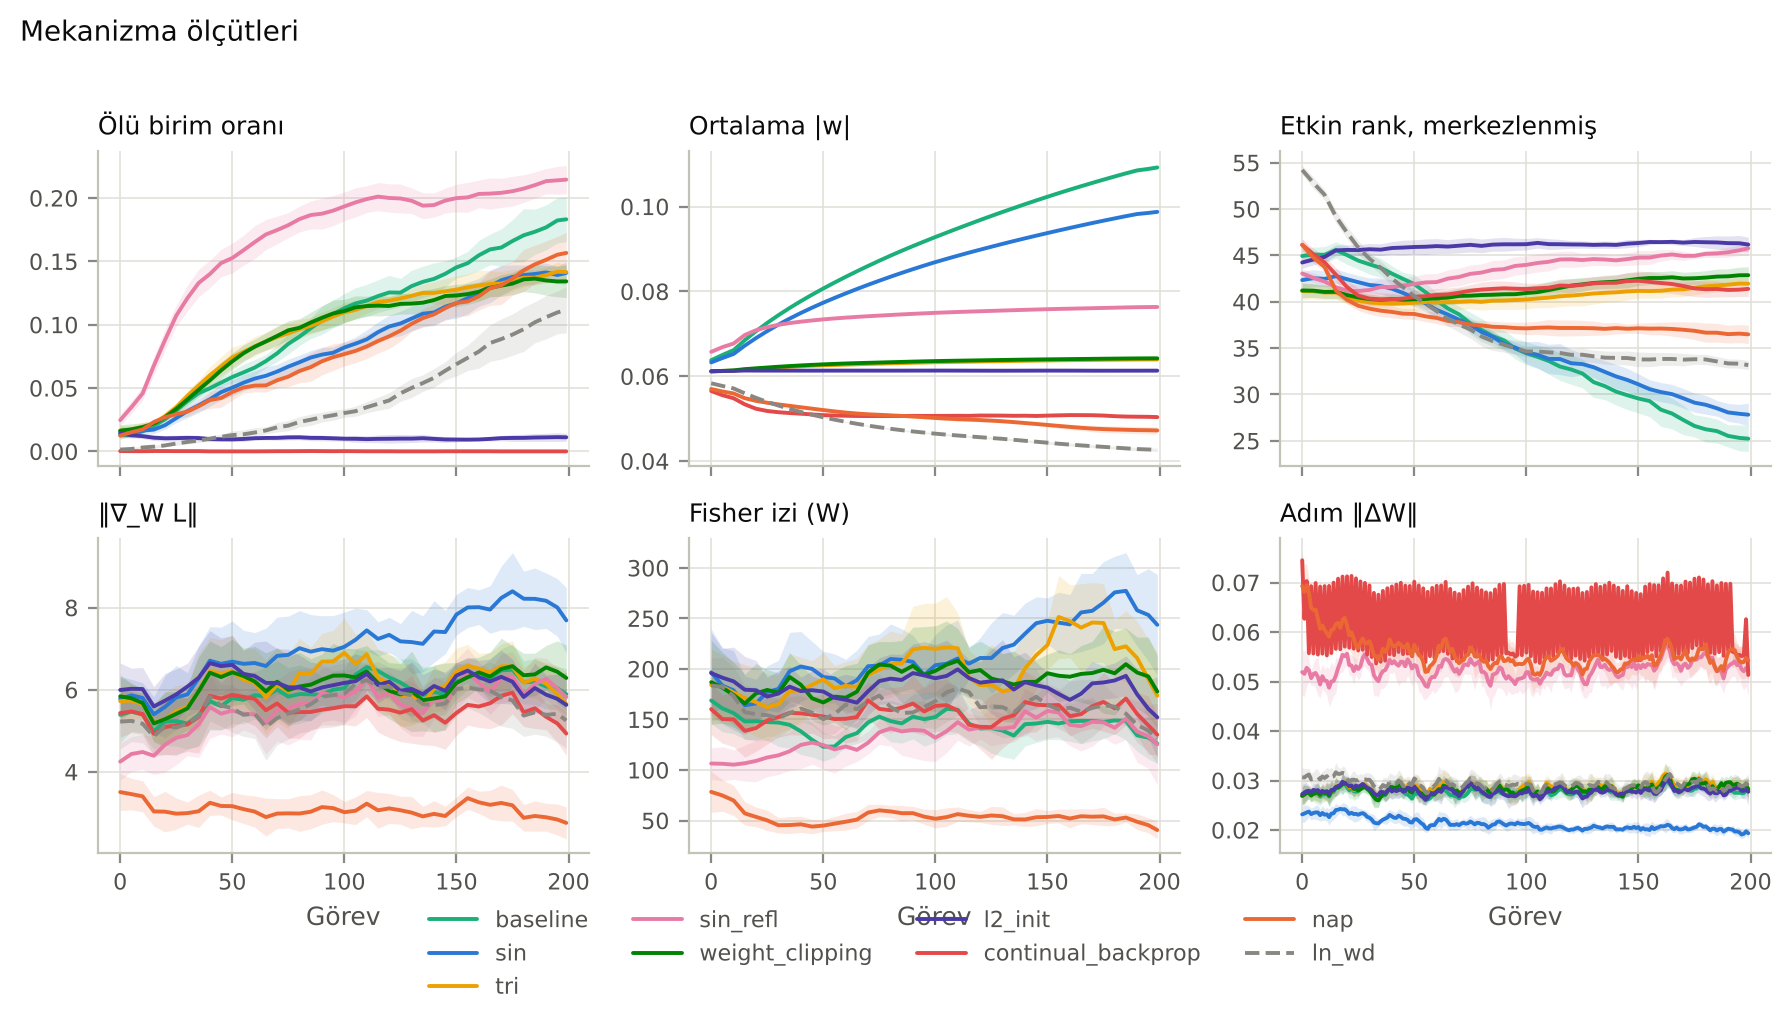 Mekanizma ölçütleri
Ölü birim oranı
Ortalama |w|
Etkin rank, merkezlenmiş
0.20
0.15
0.10
0.05
0.00
0.10
0.08
0.06
0.04
55
50
45
40
35
30
25
‖∇_W L‖
Fisher izi (W)
Adım ‖ΔW‖
8
6
4
300
250
200
150
100
50
0.07
0.06
0.05
0.04
0.03
0.02
0 50 100 150 200
0 50 100 150 200
0 50 100 150 200
Görev
Görev
Görev
baseline
sin
tri
sin_refl
weight_clipping
l2_init
continual_backprop
nap
ln_wd